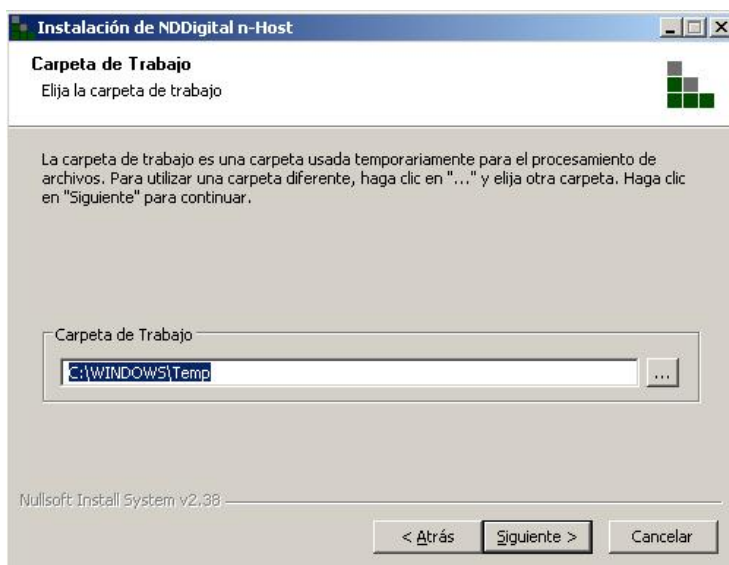 Instalación de NDDigital n-Host
Carpeta de Trabajo
Elija la carpeta de trabajo
La carpeta de trabajo es una carpeta usada temporariamente para el procesamiento de
archivos. Para utilizar una carpeta diferente, haga clic en "..." y elija otra carpeta. Haga clic
en "Siguiente" para continuar.
Carpeta de Trabajo
C:\WINDOWS\Temp
...
Nullsoft Install System v2.38
< Atrás
Siguiente >
Cancelar